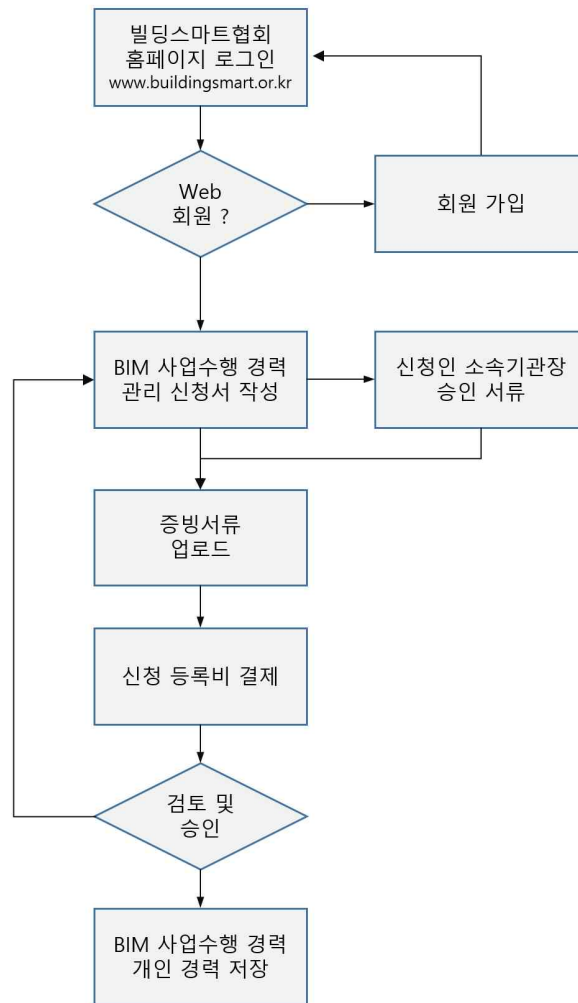 빌딩스마트협회
홈페이지 로그인
www.buildingsmart.or.kr
Web
회원 ?
회원 가입
BIM 사업수행 경력
관리 신청서 작성
신청인 소속기관장
승인 서류
증빙서류
업로드
신청 등록비 결제
검토 및
승인
BIM 사업수행 경력
개인 경력 저장